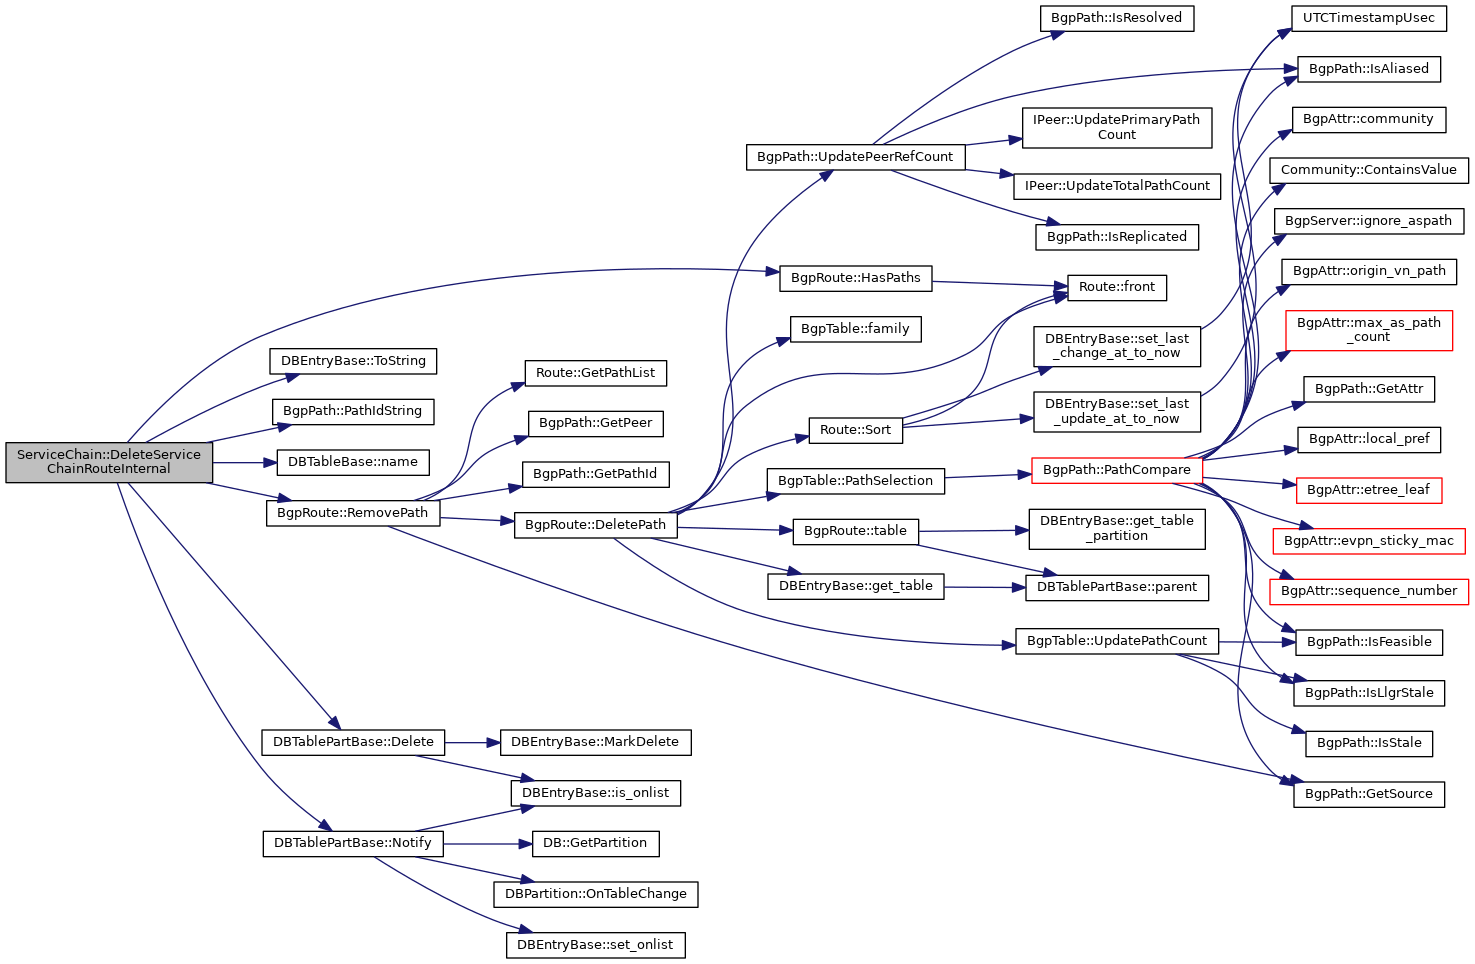 ServiceChain::DeleteService
ChainRouteInternal
BgpRoute::HasPaths
DBEntryBase::ToString
BgpPath::PathIdString
DBTableBase::name
BgpRoute::RemovePath
DBTablePartBase::Delete
DBTablePartBase::Notify
Route::GetPathList
BgpPath::GetPeer
BgpPath::GetPathId
BgpRoute::DeletePath
DBEntryBase::MarkDelete
DBEntryBase::is_onlist
DB::GetPartition
DBPartition::OnTableChange
DBEntryBase::set_onlist
BgpPath::UpdatePeerRefCount
BgpTable::family
Route::Sort
BgpTable::PathSelection
BgpRoute::table
DBEntryBase::get_table
BgpPath::IsResolved
IPeer::UpdatePrimaryPath
Count
IPeer::UpdateTotalPathCount
BgpPath::IsReplicated
Route::front
DBEntryBase::set_last
_change_at_to_now
DBEntryBase::set_last
_update_at_to_now
BgpPath::PathCompare
DBEntryBase::get_table
_partition
DBTablePartBase::parent
BgpTable::UpdatePathCount
UTCTimestampUsec
BgpPath::IsAliased
BgpAttr::community
Community::ContainsValue
BgpServer::ignore_aspath
BgpAttr::origin_vn_path
BgpAttr::max_as_path
_count
BgpPath::GetAttr
BgpAttr::local_pref
BgpAttr::etree_leaf
BgpAttr::evpn_sticky_mac
BgpAttr::sequence_number
BgpPath::IsFeasible
BgpPath::IsLlgrStale
BgpPath::IsStale
BgpPath::GetSource